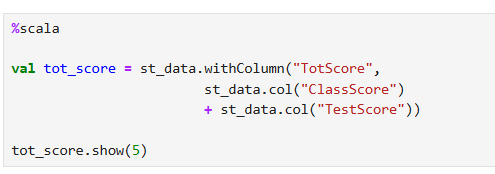 %scala
val tot_score = st_data.withColumn("TotScore",
st_data.col("ClassScore")
+ st_data.col("TestScore"))
tot_score.show(5)